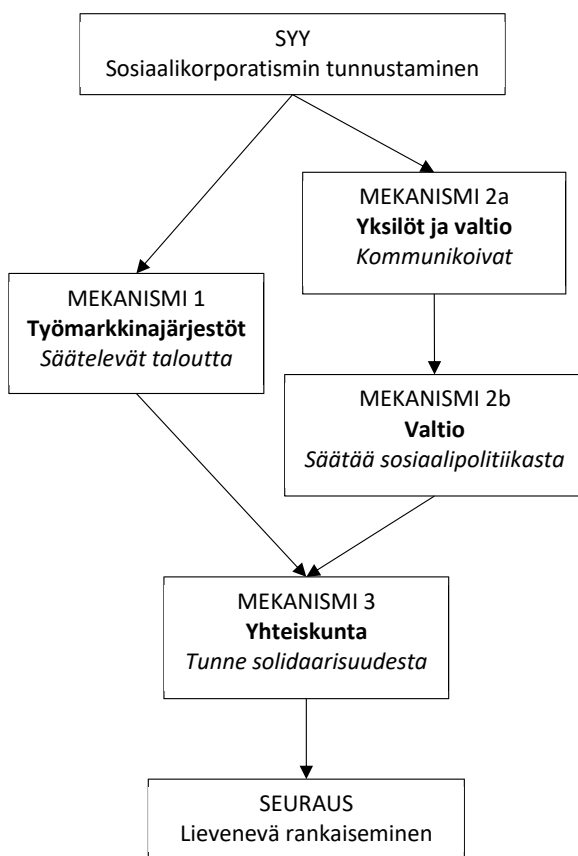 SYY
Sosiaalikorporatismin tunnustaminen
MEKANISMI 2a
Yksilöt ja valtio
Kommunikoivat
MEKANISMI 1
Työmarkkinajärjestöt
Säätelevät taloutta
MEKANISMI 2b
Valtio
Säätää sosiaalipolitiikasta
MEKANISMI 3
Yhteiskunta
Tunne solidaarisuudesta
SEURAUS
Lievenevä rankaiseminen